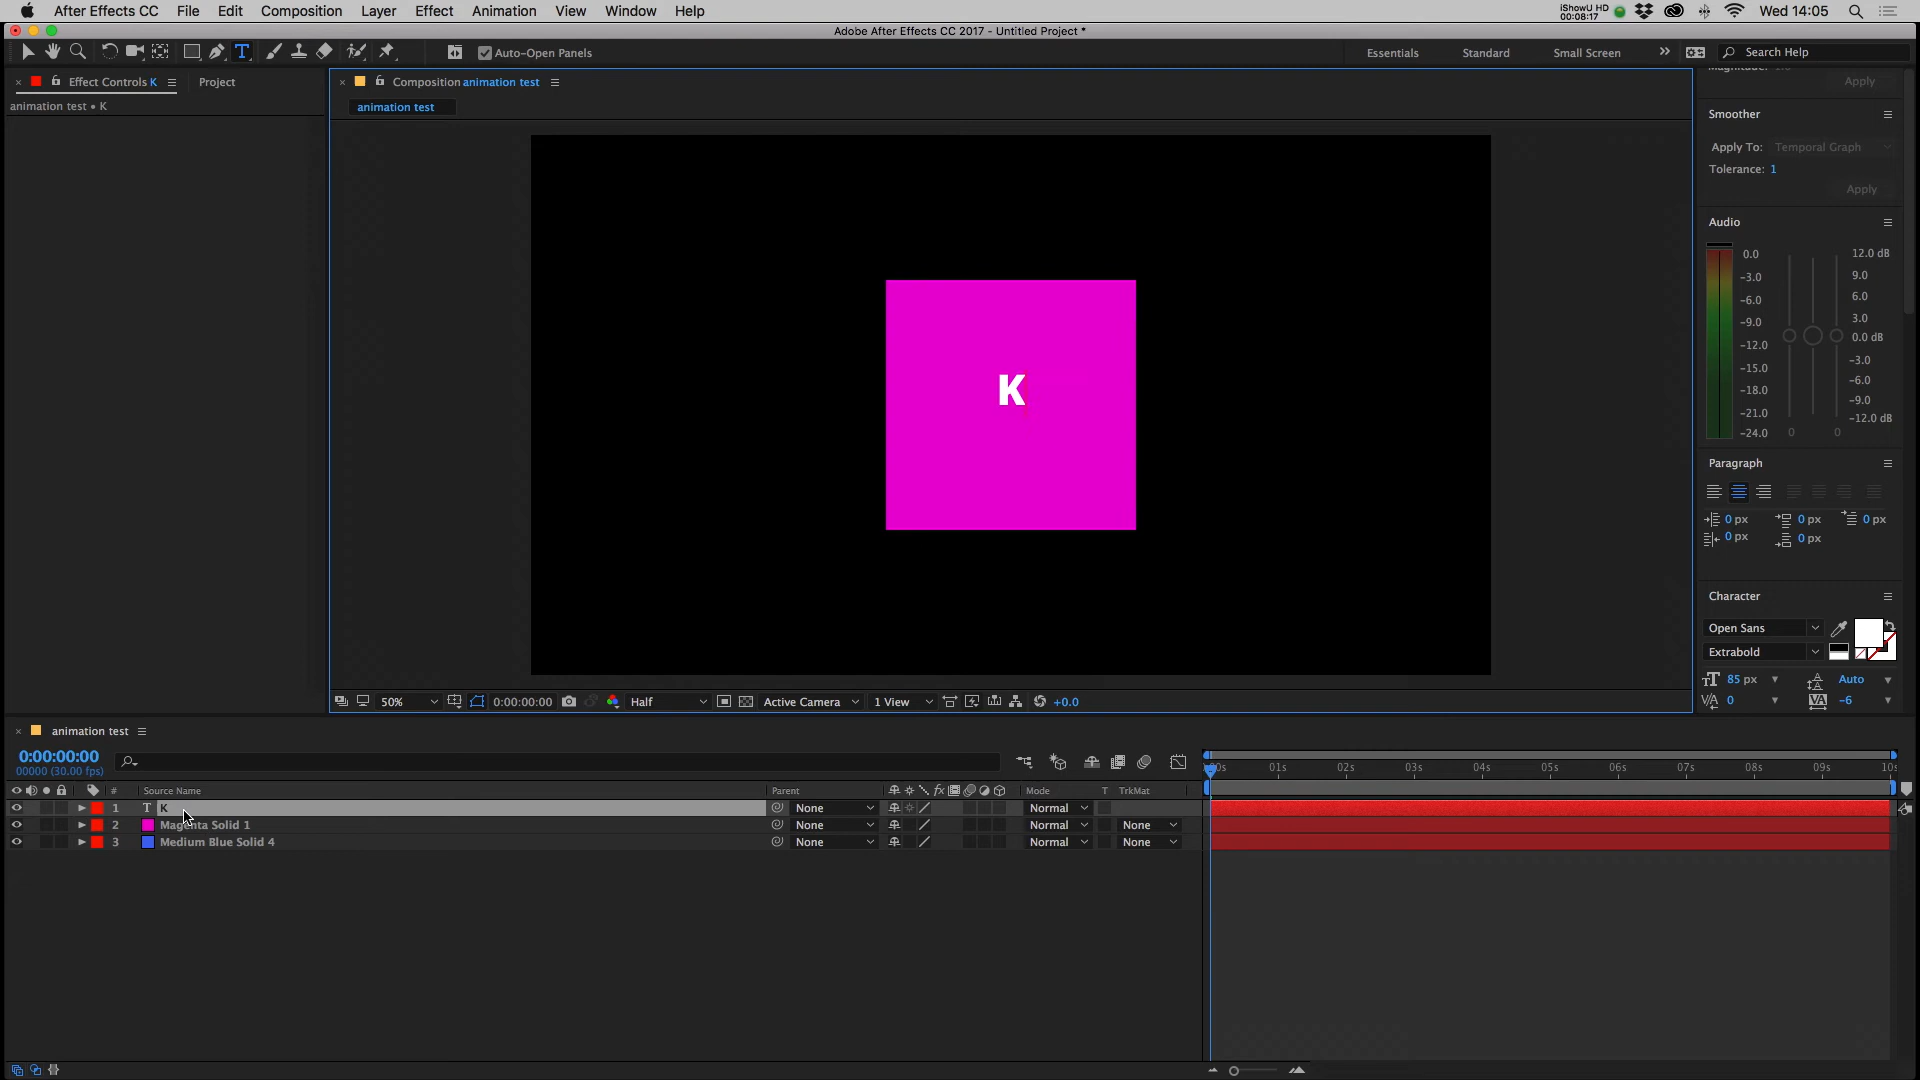 After Effects CC File Edit Composition Layer Effect Animation View Window Help
iShowU HD
00:08:17
Wed 14:05
Adobe After Effects CC 2017 - Untitled Project *
Auto-Open Panels
Essentials Standard Small Screen
Search Help
Effect Controls K
Project
animation test • K
Composition animation test
animation test
K
50%
0:00:00:00
Half
Active Camera
1 View
+0.0
Apply
Smoother
Apply To: Temporal Graph
Tolerance: 1
Apply
Audio
0.0
-3.0
-6.0
-9.0
-12.0
-15.0
-18.0
-21.0
-24.0
12.0 dB
9.0
6.0
3.0
0.0 dB
-3.0
-6.0
-9.0
-12.0 dB
0 0
Paragraph
0 px 0 px 0 px
0 px 0 px
Character
Open Sans
Extrabold
85 px Auto
0 -6
animation test
0:00:00:00
00000 (30.00 fps)
# Source Name Parent fx Mode T TrkMat
1 T K None Normal
2 Magenta Solid 1 None Normal None
3 Medium Blue Solid 4 None Normal None
01s 02s 03s 04s 05s 06s 07s 08s 09s